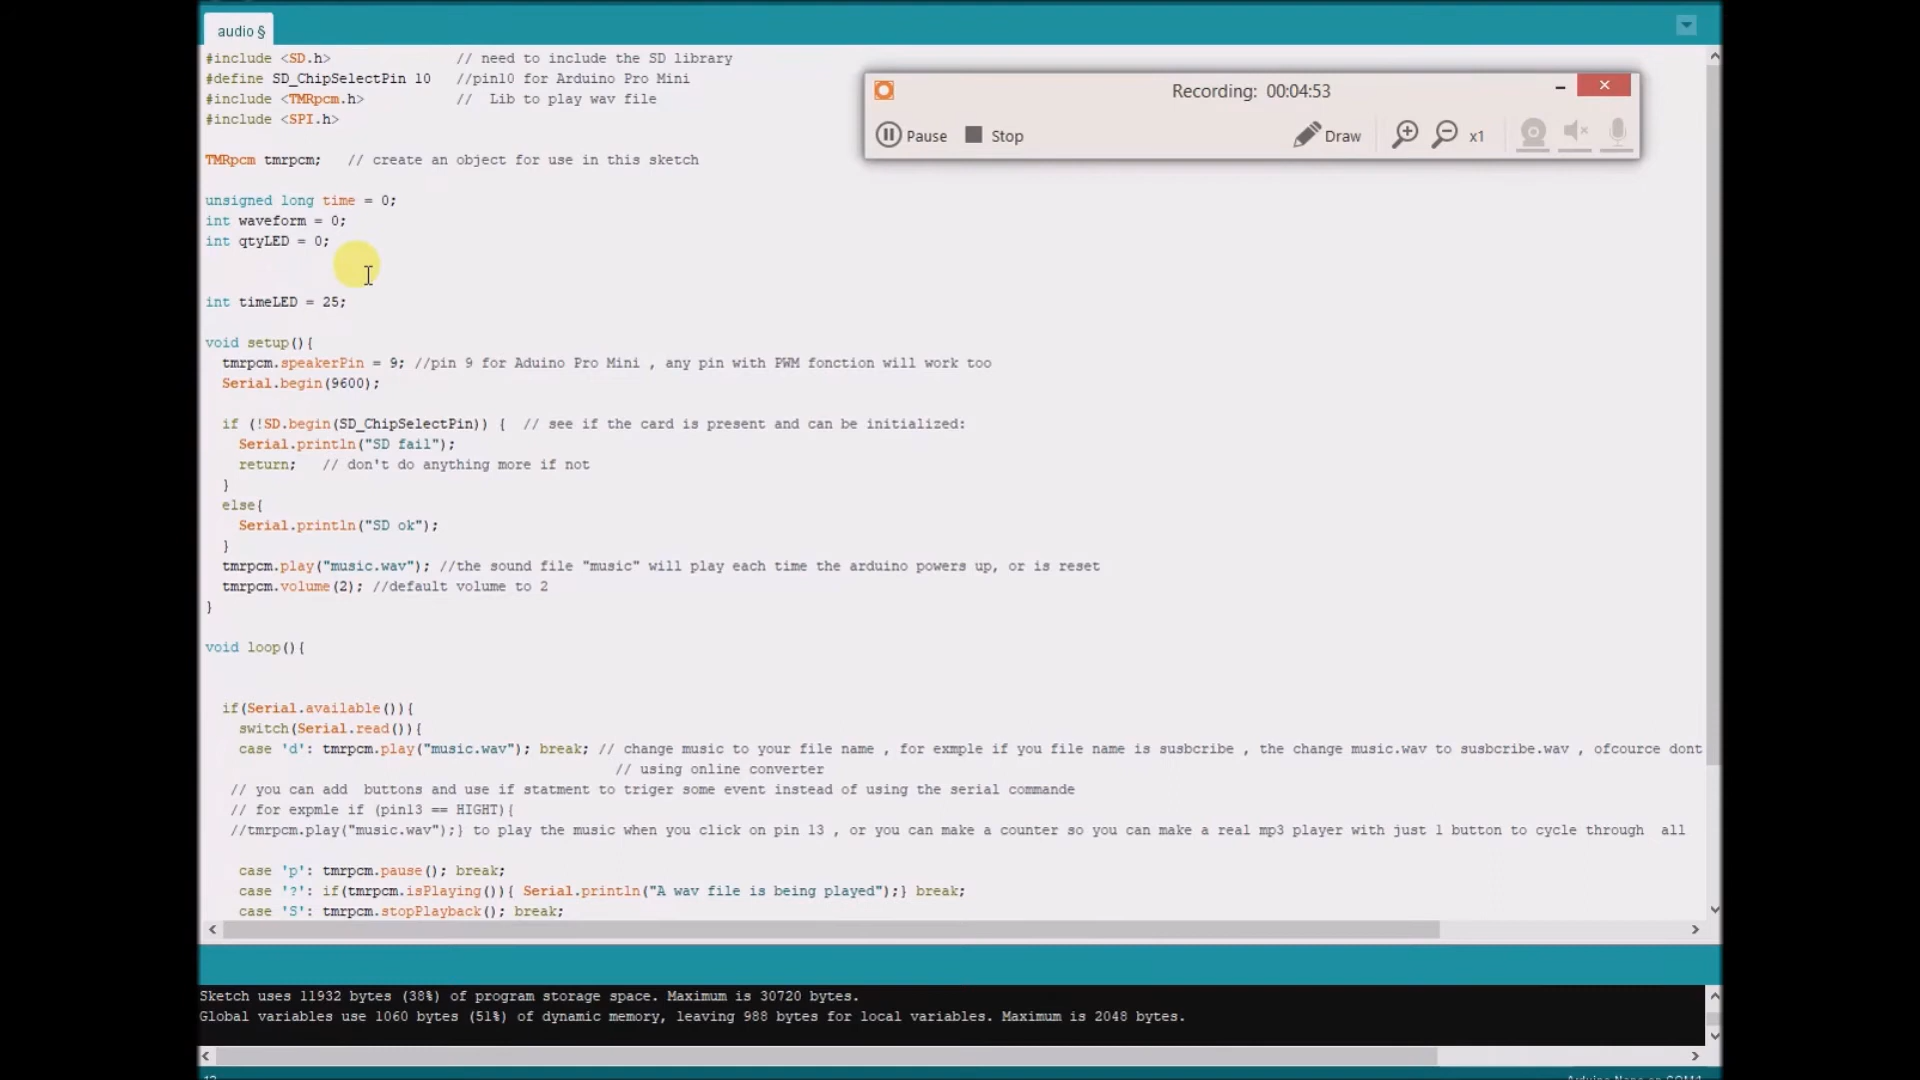 audio §
#include <SD.h>                // need to include the SD library
#define SD_ChipSelectPin 10   //pin10 for Arduino Pro Mini
#include <TMRpcm.h>           //  Lib to play wav file
#include <SPI.h>
Recording:  00:04:53
Pause  Stop  Draw  x1
TMRpcm tmrpcm;   // create an object for use in this sketch
unsigned long time = 0;
int waveform = 0;
int qtyLED = 0;
int timeLED = 25;
void setup(){
  tmrpcm.speakerPin = 9; //pin 9 for Aduino Pro Mini , any pin with PWM fonction will work too
  Serial.begin(9600);
  if (!SD.begin(SD_ChipSelectPin)) {  // see if the card is present and can be initialized:
    Serial.println("SD fail");
    return;   // don't do anything more if not
  }
  else{
    Serial.println("SD ok");
  }
  tmrpcm.play("music.wav"); //the sound file "music" will play each time the arduino powers up, or is reset
  tmrpcm.volume(2); //default volume to 2
}
void loop(){
  if(Serial.available()){
    switch(Serial.read()){
    case 'd': tmrpcm.play("music.wav"); break; // change music to your file name , for exmple if you file name is susbcribe , the change music.wav to susbcribe.wav , ofcource dont
                                                 // using online converter
   // you can add  buttons and use if statment to triger some event instead of using the serial commande
   // for expmle if (pin13 == HIGHT){
   //tmrpcm.play("music.wav");} to play the music when you click on pin 13 , or you can make a counter so you can make a real mp3 player with just 1 button to cycle through  all
    case 'p': tmrpcm.pause(); break;
    case '?': if(tmrpcm.isPlaying()){ Serial.println("A wav file is being played");} break;
    case 'S': tmrpcm.stopPlayback(); break;
Sketch uses 11932 bytes (38%) of program storage space. Maximum is 30720 bytes.
Global variables use 1060 bytes (51%) of dynamic memory, leaving 988 bytes for local variables. Maximum is 2048 bytes.